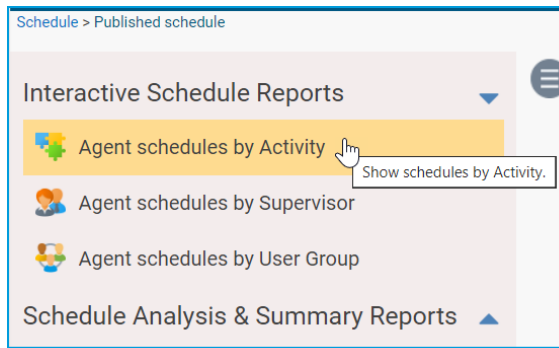 Schedule > Published schedule
Interactive Schedule Reports
Agent schedules by Activity
Show schedules by Activity.
Agent schedules by Supervisor
Agent schedules by User Group
Schedule Analysis & Summary Reports